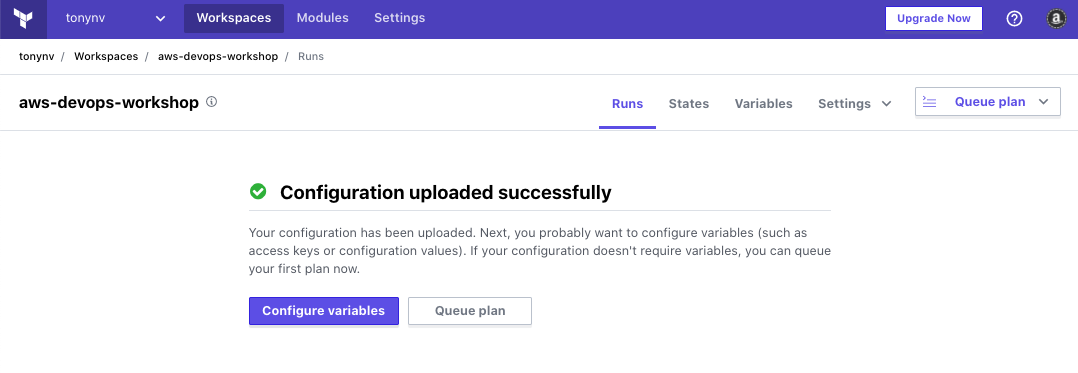 tonynv Workspaces Modules Settings Upgrade Now
tonynv / Workspaces / aws-devops-workshop / Runs
aws-devops-workshop Runs States Variables Settings Queue plan
Configuration uploaded successfully
Your configuration has been uploaded. Next, you probably want to configure variables (such as
access keys or configuration values). If your configuration doesn't require variables, you can queue
your first plan now.
Configure variables Queue plan